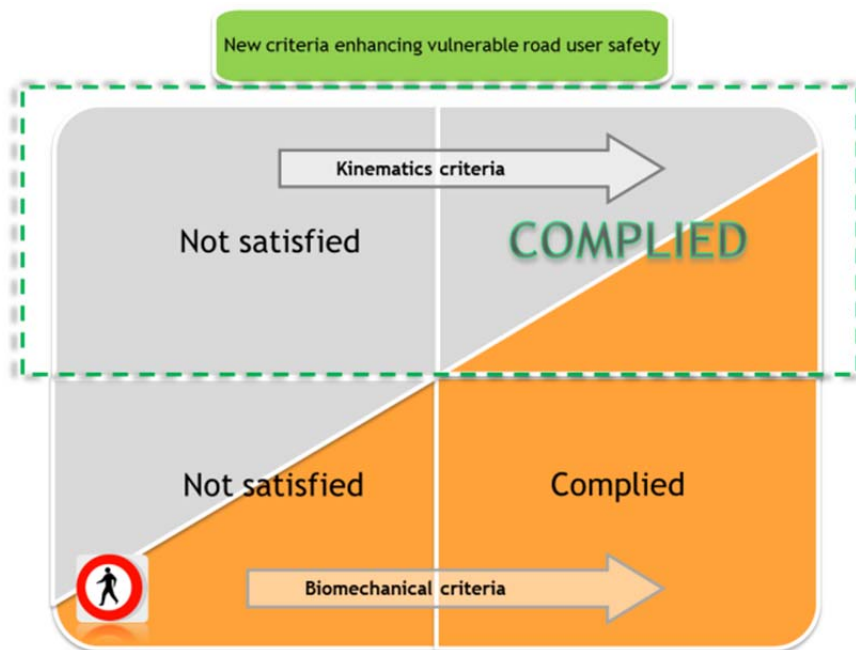 New criteria enhancing vulnerable road user safety
Kinematics criteria
Not satisfied
COMPLIED
Not satisfied
Complied
Biomechanical criteria